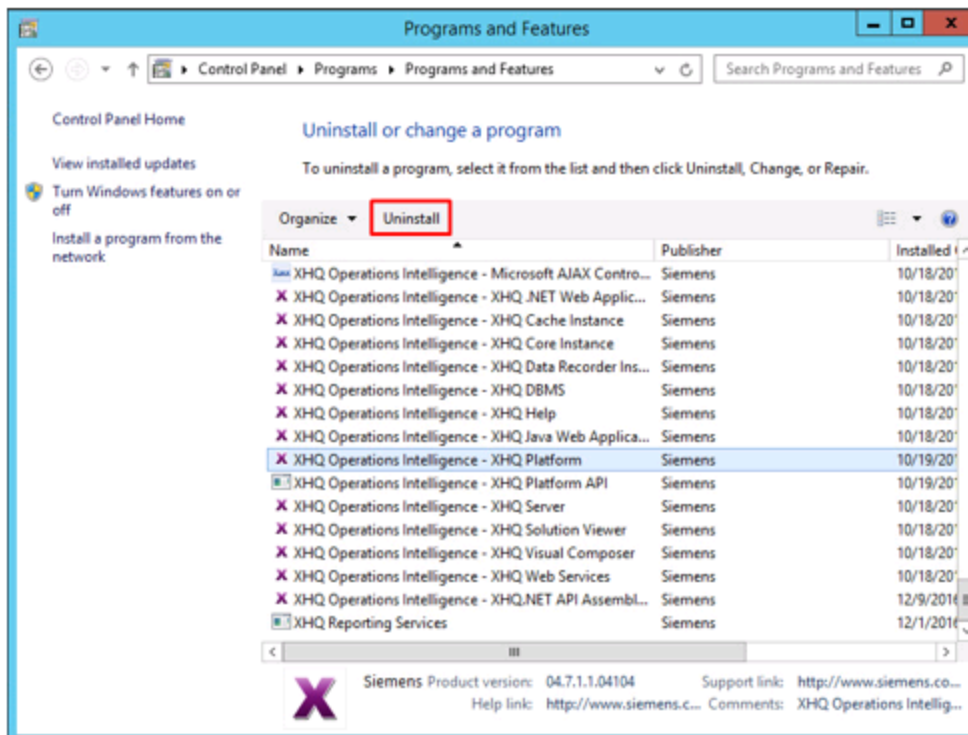 Programs and Features
Control Panel Programs Programs and Features Search Programs and Features
Control Panel Home
View installed updates
Turn Windows features on or off
Install a program from the network
Uninstall or change a program
To uninstall a program, select it from the list and then click Uninstall, Change, or Repair.
Organize Uninstall
Name Publisher Installed
XHQ Operations Intelligence - Microsoft AJAX Contro... Siemens 10/18/201
XHQ Operations Intelligence - XHQ .NET Web Applic... Siemens 10/18/201
XHQ Operations Intelligence - XHQ Cache Instance Siemens 10/18/201
XHQ Operations Intelligence - XHQ Core Instance Siemens 10/18/201
XHQ Operations Intelligence - XHQ Data Recorder Ins... Siemens 10/18/201
XHQ Operations Intelligence - XHQ DBMS Siemens 10/18/201
XHQ Operations Intelligence - XHQ Help Siemens 10/18/201
XHQ Operations Intelligence - XHQ Java Web Applica... Siemens 10/18/201
XHQ Operations Intelligence - XHQ Platform Siemens 10/19/201
XHQ Operations Intelligence - XHQ Platform API Siemens 10/19/201
XHQ Operations Intelligence - XHQ Server Siemens 10/18/201
XHQ Operations Intelligence - XHQ Solution Viewer Siemens 10/18/201
XHQ Operations Intelligence - XHQ Visual Composer Siemens 10/18/201
XHQ Operations Intelligence - XHQ Web Services Siemens 10/18/201
XHQ Operations Intelligence - XHQ.NET API Assembl... Siemens 12/9/2016
XHQ Reporting Services Siemens 12/1/2016
Siemens Product version: 04.7.1.1.04104 Support link: http://www.siemens.co...
Help link: http://www.siemens.c... Comments: XHQ Operations Intellig...